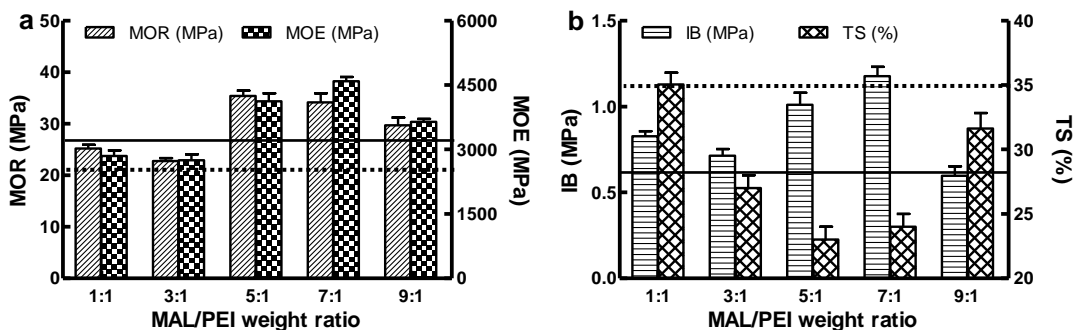 a
MOR (MPa)
MOE (MPa)
50
40
30
20
10
0
MOR (MPa)
6000
4500
3000
1500
0
MOE (MPa)
1:1 3:1 5:1 7:1 9:1
MAL/PEI weight ratio
b
IB (MPa)
TS (%)
1.5
1.0
0.5
0.0
IB (MPa)
40
35
30
25
20
TS (%)
1:1 3:1 5:1 7:1 9:1
MAL/PEI weight ratio